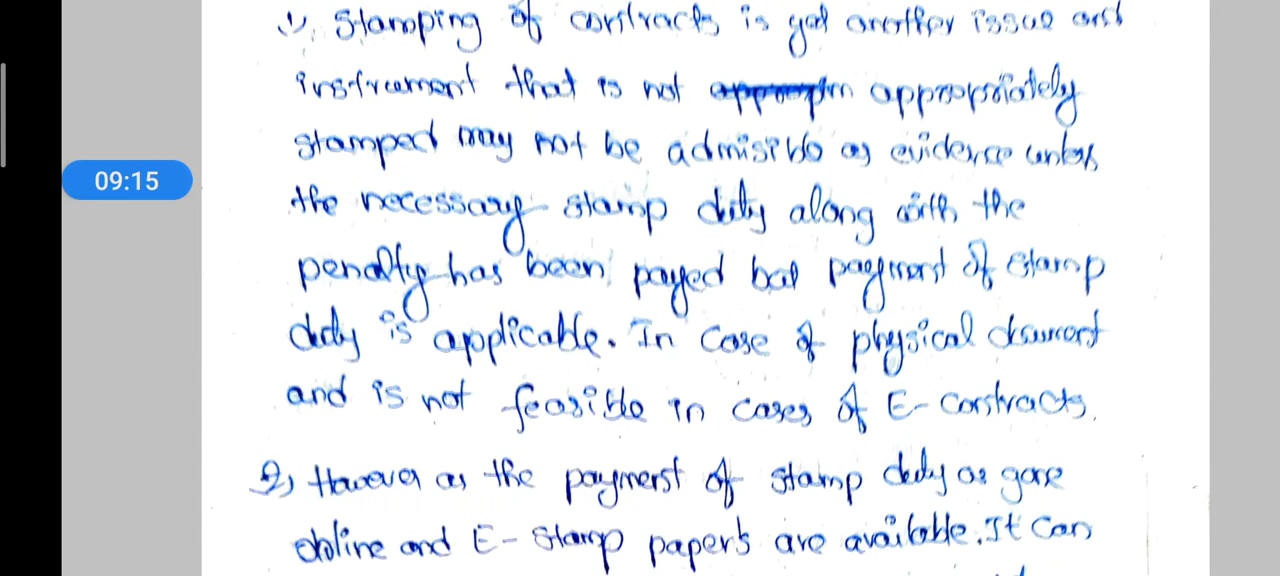 1), Stamping of contracts is yet another issue and
instrument that is not appropriately
stamped may not be admisible as evidence unless
09:15
the necessary stamp duty along with the
penalty has been payed but payment of stamp
duty is applicable. In case of physical document
and is not feasible in cases of E-contracts.
2) However as the payment of stamp duty as gone
online and E-stamp papers are available. It can